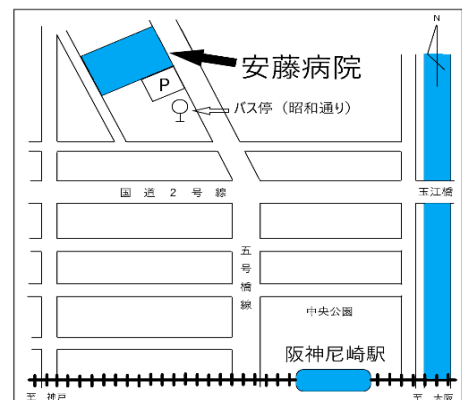 N
安藤病院
P
バス停（昭和通り）
国道2号線
玉江橋
五号橋線
中央公園
阪神尼崎駅
至 神戸
至 大阪